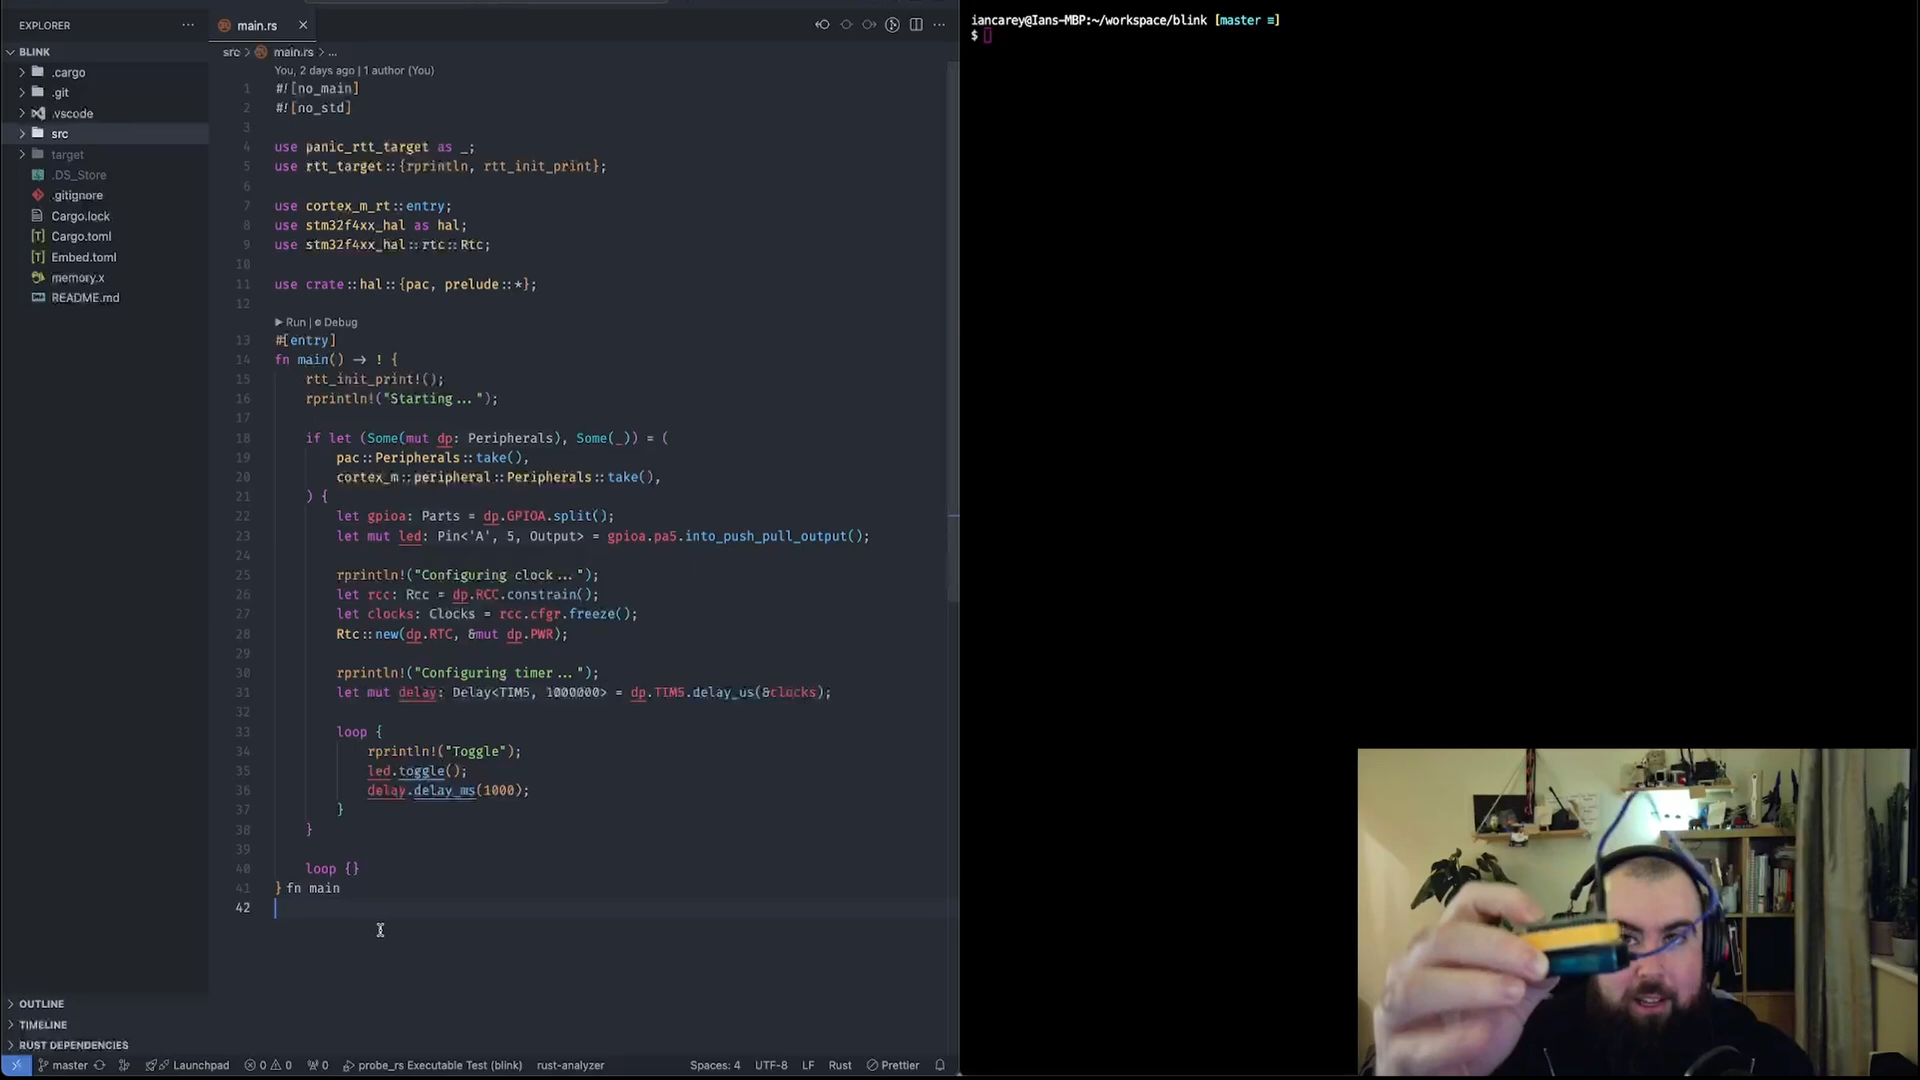 EXPLORER
main.rs
BLINK
.cargo
.git
.vscode
src
target
.DS_Store
.gitignore
Cargo.lock
Cargo.toml
Embed.toml
memory.x
README.md
OUTLINE
TIMELINE
RUST DEPENDENCIES
src > main.rs > ...
You, 2 days ago | 1 author (You)
1 #![no_main]
2 #![no_std]
3
4 use panic_rtt_target as _;
5 use rtt_target::{rprintln, rtt_init_print};
6
7 use cortex_m_rt::entry;
8 use stm32f4xx_hal as hal;
9 use stm32f4xx_hal::rtc::Rtc;
10
11 use crate::hal::{pac, prelude::*};
12
Run | Debug
13 #[entry]
14 fn main() -> ! {
15 rtt_init_print!();
16 rprintln!("Starting...");
17
18 if let (Some(mut dp: Peripherals), Some(_)) = (
19 pac::Peripherals::take(),
20 cortex_m::peripheral::Peripherals::take(),
21 ) {
22 let gpioa: Parts = dp.GPIOA.split();
23 let mut led: Pin<'A', 5, Output> = gpioa.pa5.into_push_pull_output();
24
25 rprintln!("Configuring clock...");
26 let rcc: Rcc = dp.RCC.constrain();
27 let clocks: Clocks = rcc.cfgr.freeze();
28 Rtc::new(dp.RTC, &mut dp.PWR);
29
30 rprintln!("Configuring timer...");
31 let mut delay: Delay<TIM5, 1000000> = dp.TIM5.delay_us(&clocks);
32
33 loop {
34 rprintln!("Toggle");
35 led.toggle();
36 delay.delay_ms(1000);
37 }
38 }
39
40 loop {}
41 } fn main
42
master Launchpad 0 0 0 probe_rs Executable Test (blink) rust-analyzer Spaces: 4 UTF-8 LF Rust Prettier
iancarey@Ians-MBP:~/workspace/blink [master ≡]
$